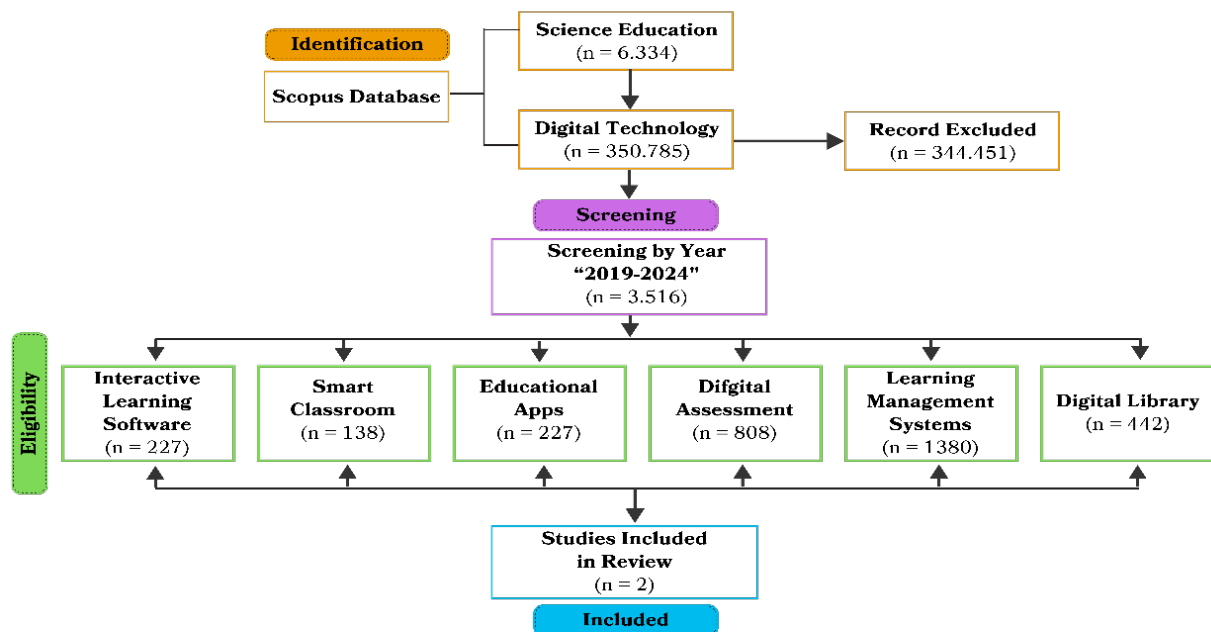 Identification
Science Education
(n = 6.334)
Scopus Database
Digital Technology
(n = 350.785)
Record Excluded
(n = 344.451)
Screening
Screening by Year
“2019-2024”
(n = 3.516)
Eligibility
Interactive
Learning
Software
(n = 227)
Smart
Classroom
(n = 138)
Educational
Apps
(n = 227)
Difgital
Assessment
(n = 808)
Learning
Management
Systems
(n = 1380)
Digital Library
(n = 442)
Studies Included
in Review
(n = 2)
Included